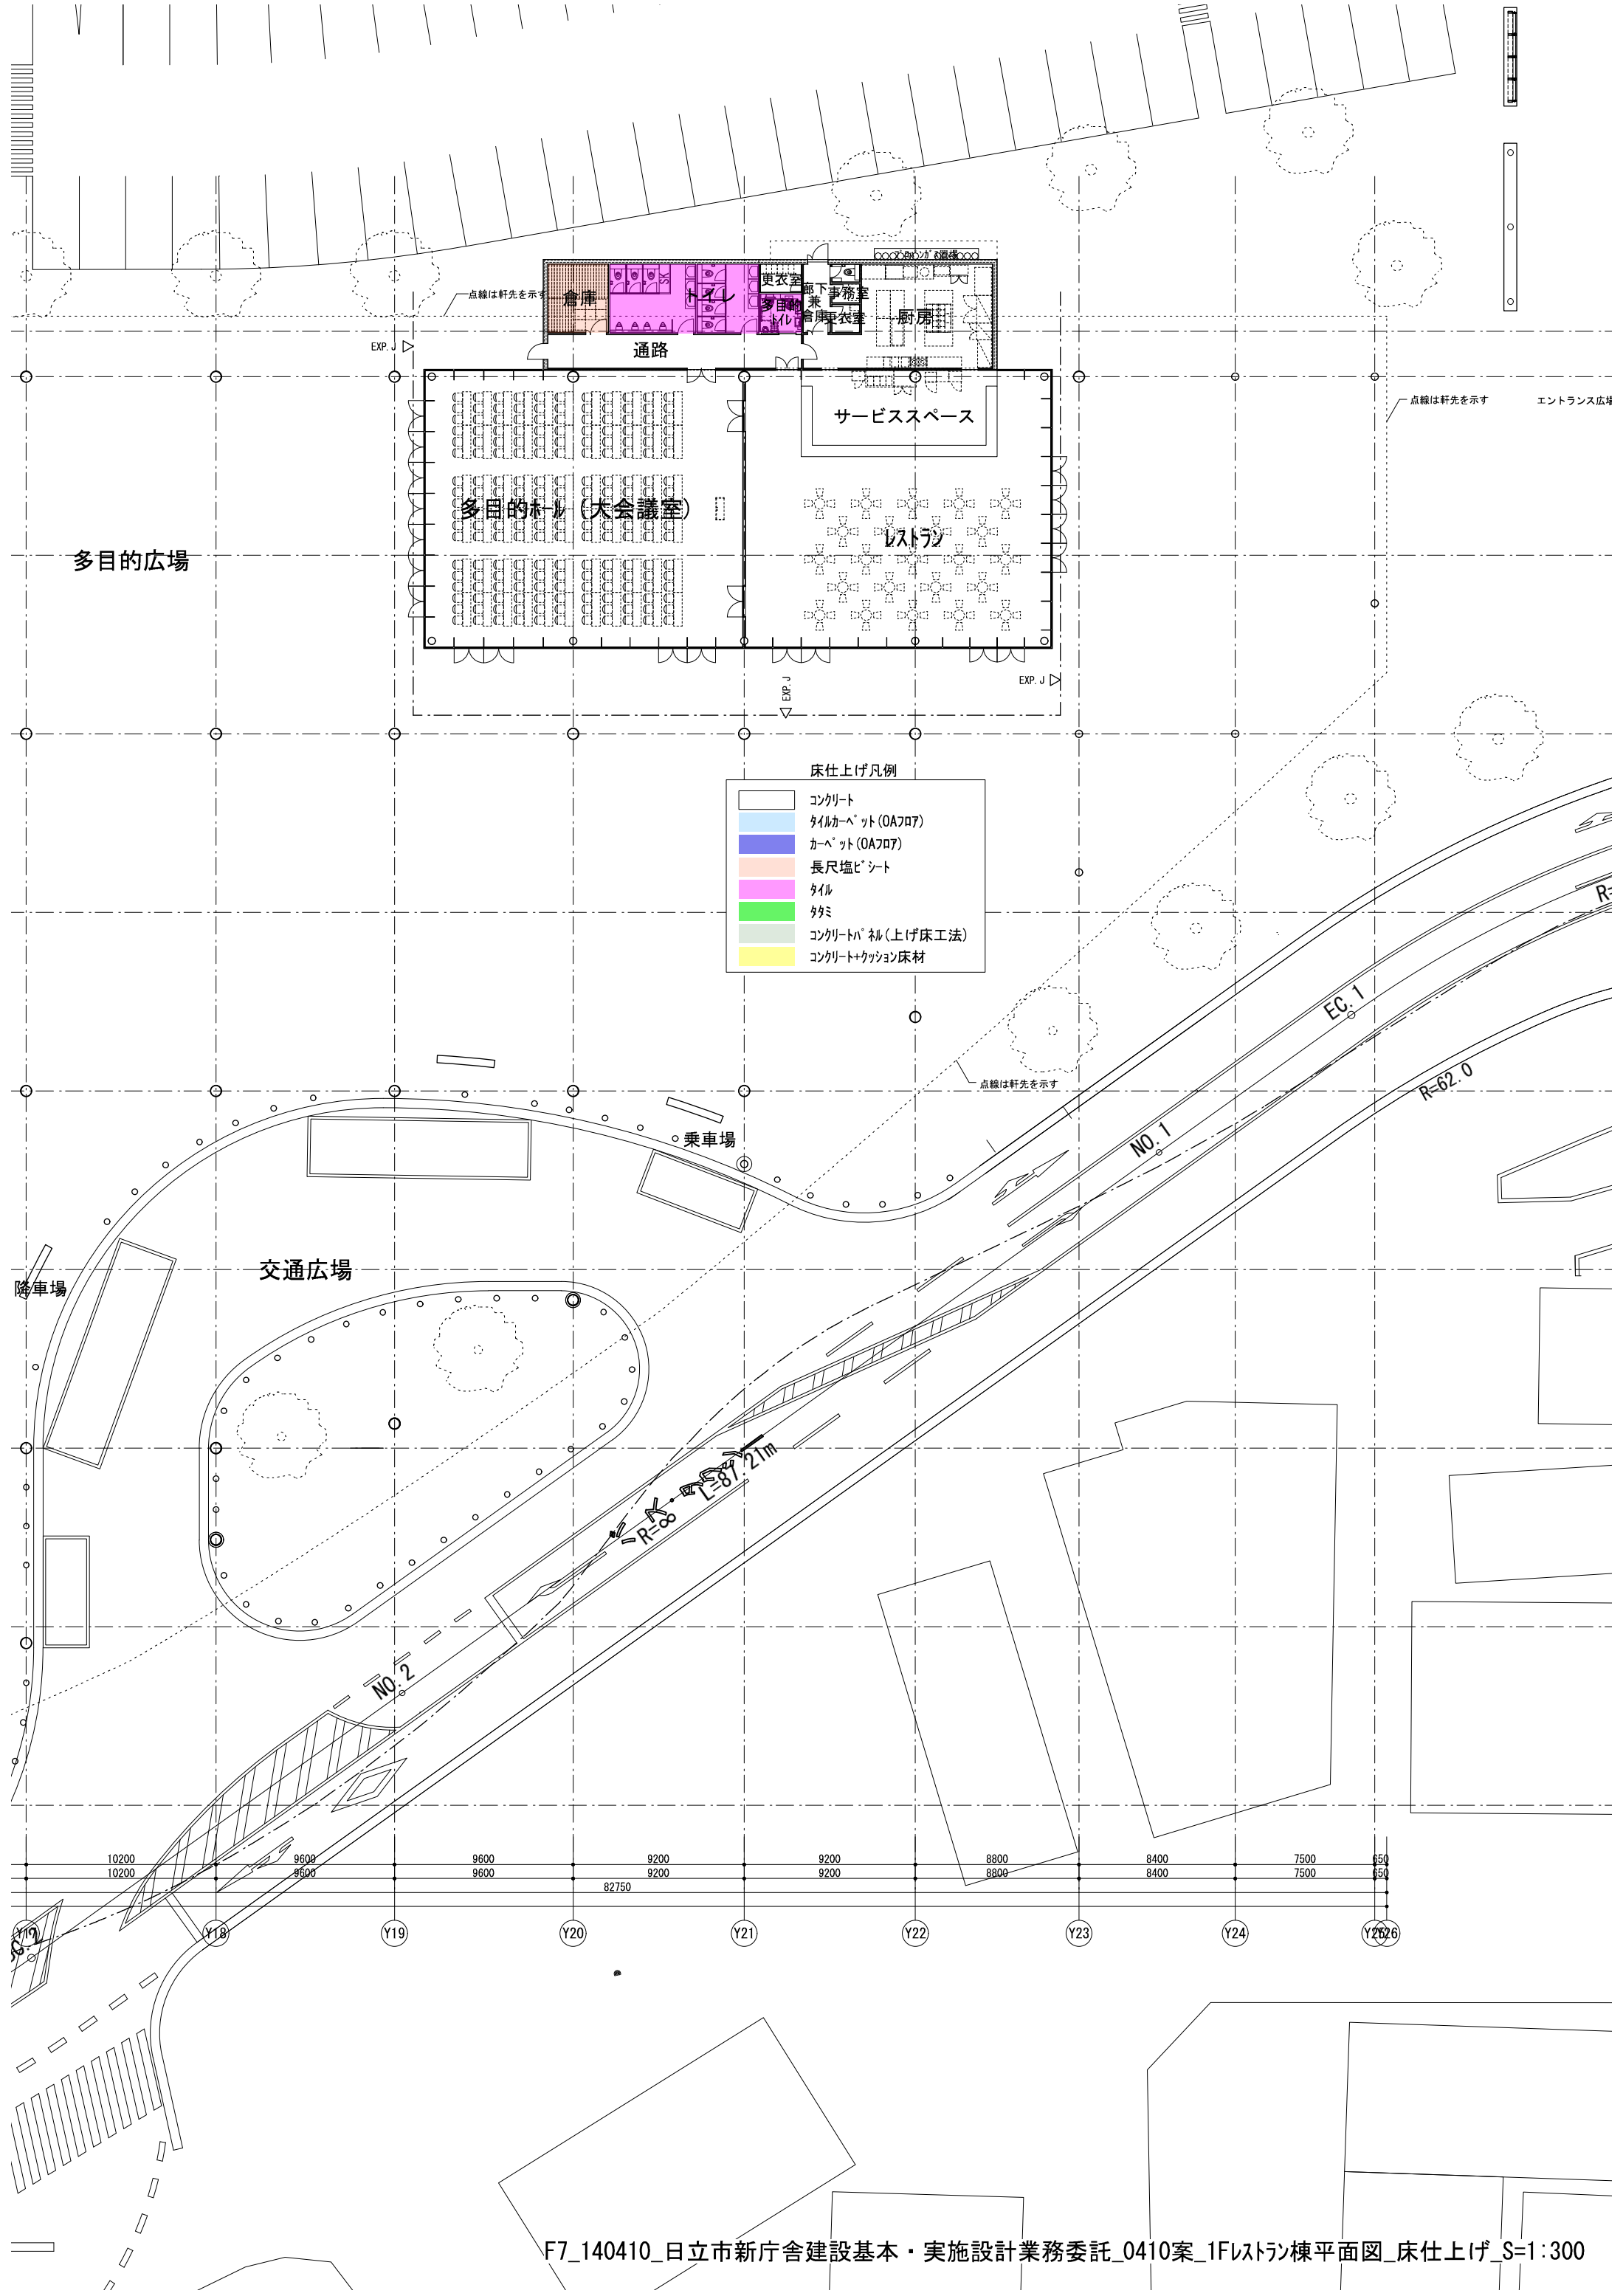 倉庫
SK
トイレ
更衣室
多目的
トイレ
廊下
兼
倉庫
事務室
更衣室
厨房
点線は軒先を示す
EXP.J
通路
サービススペース
点線は軒先を示す
エントランス広場
多目的ホール（大会議室）
レストラン
多目的広場
EXP.J
EXP.J
床仕上げ凡例
コンクリート
タイルカーペット(OAフロア)
カーペット(OAフロア)
長尺塩ビシート
タイル
タタミ
コンクリートパネル(上げ床工法)
コンクリート+クッション床材
R=
EC.1
点線は軒先を示す
R=62.0
乗車場
NO.1
交通広場
降車場
L=87.21m
R=∞
NO.2
10200 9600 9600 9200 9200 8800 8400 7500 650
10200 9600 9600 9200 9200 8800 8400 7500 650
82750
Y18 Y19 Y20 Y21 Y22 Y23 Y24 Y25 Y26
F7_140410_日立市新庁舎建設基本・実施設計業務委託_0410案_1Fレストラン棟平面図_床仕上げ_S=1:300